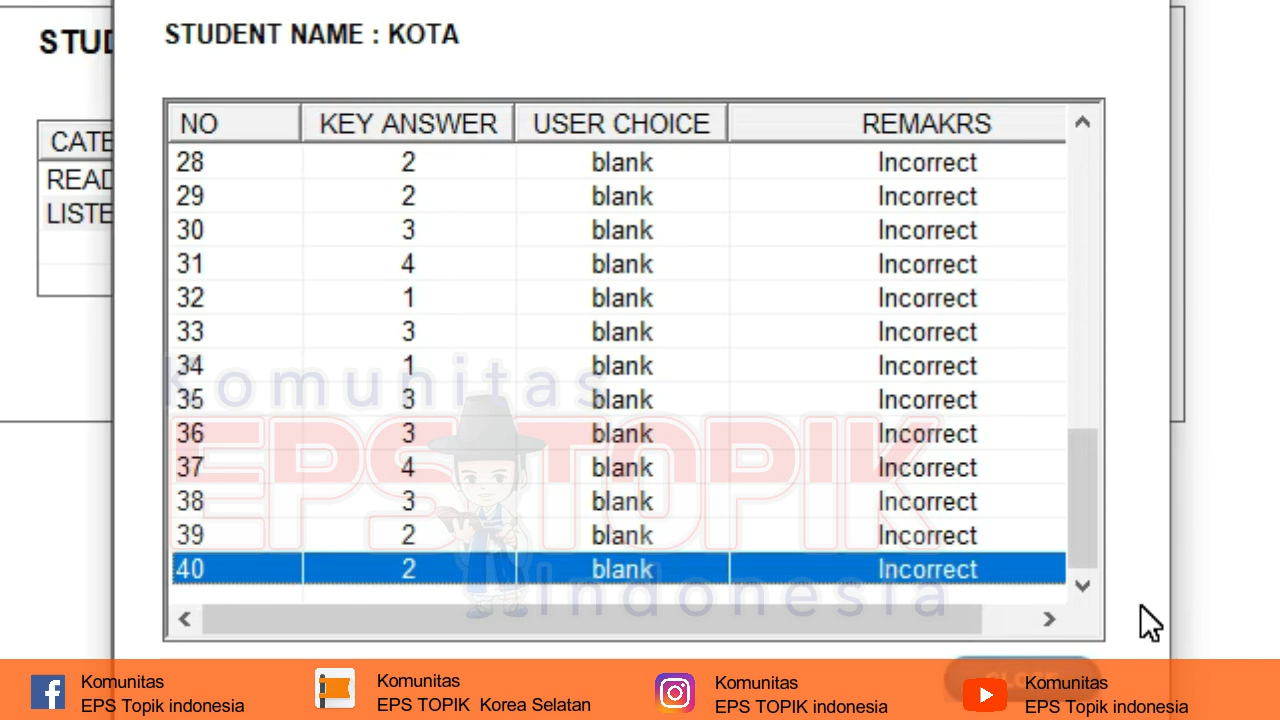 STUD
STUDENT NAME : KOTA
CATE
READ
LISTE
NO KEY ANSWER USER CHOICE REMAKRS
28 2 blank Incorrect
29 2 blank Incorrect
30 3 blank Incorrect
31 4 blank Incorrect
32 1 blank Incorrect
33 3 blank Incorrect
34 1 blank Incorrect
35 3 blank Incorrect
36 3 blank Incorrect
37 4 blank Incorrect
38 3 blank Incorrect
39 2 blank Incorrect
40 2 blank Incorrect
Komunitas
EPS TOPIK
Indonesia
Komunitas
EPS Topik indonesia
Komunitas
EPS TOPIK Korea Selatan
Komunitas
EPS TOPIK indonesia
Komunitas
EPS Topik indonesia